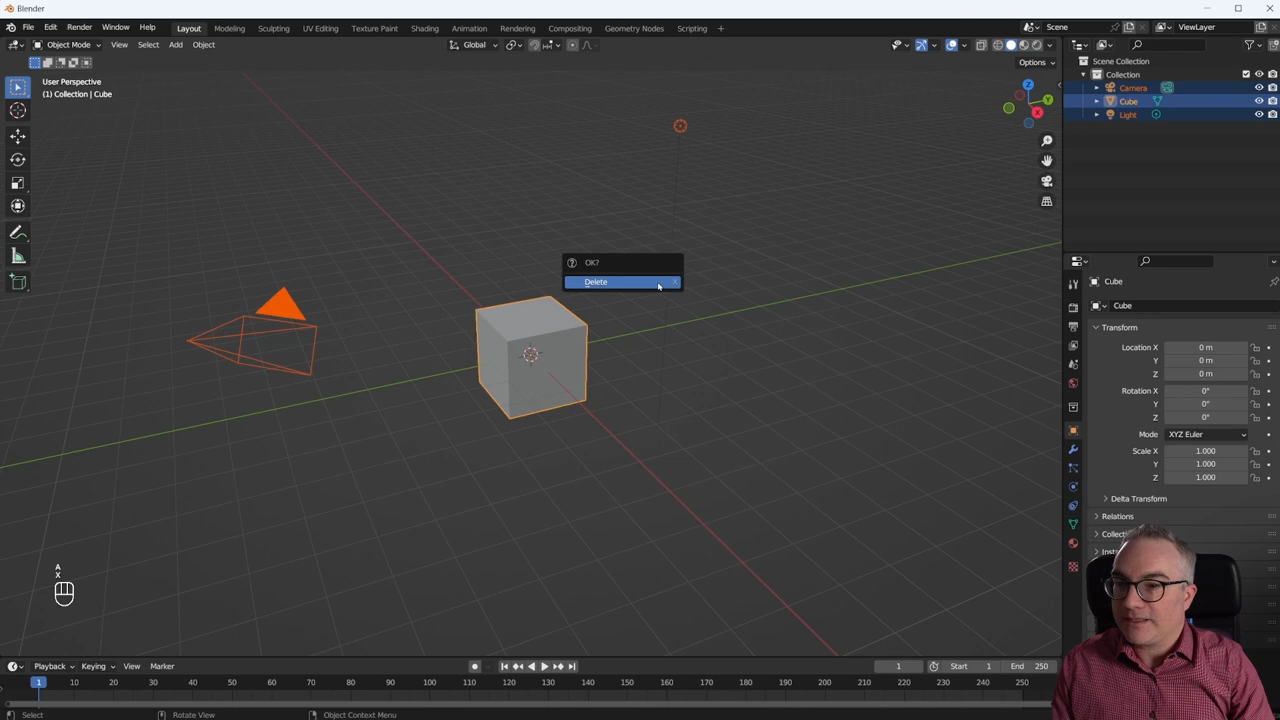 Blender
File Edit Render Window Help Layout Modeling Sculpting UV Editing Texture Paint Shading Animation Rendering Compositing Geometry Nodes Scripting + Scene ViewLayer
Object Mode View Select Add Object Global
Options
User Perspective
(1) Collection | Cube
Scene Collection
Collection
Camera
Cube
Light
X
Y
Z
OK?
Delete X
Cube
Cube
Transform
Location X 0 m
Y 0 m
Z 0 m
Rotation X 0°
Y 0°
Z 0°
Mode XYZ Euler
Scale X 1.000
Y 1.000
Z 1.000
Delta Transform
Relations
A
X
Playback Keying View Marker 1 Start 1 End 250
1 10 20 30 40 50 60 70 80 90 100 110 120 130 140 150 160 170 180 190 200 210 220 230 240 250
Select Rotate View Object Context Menu